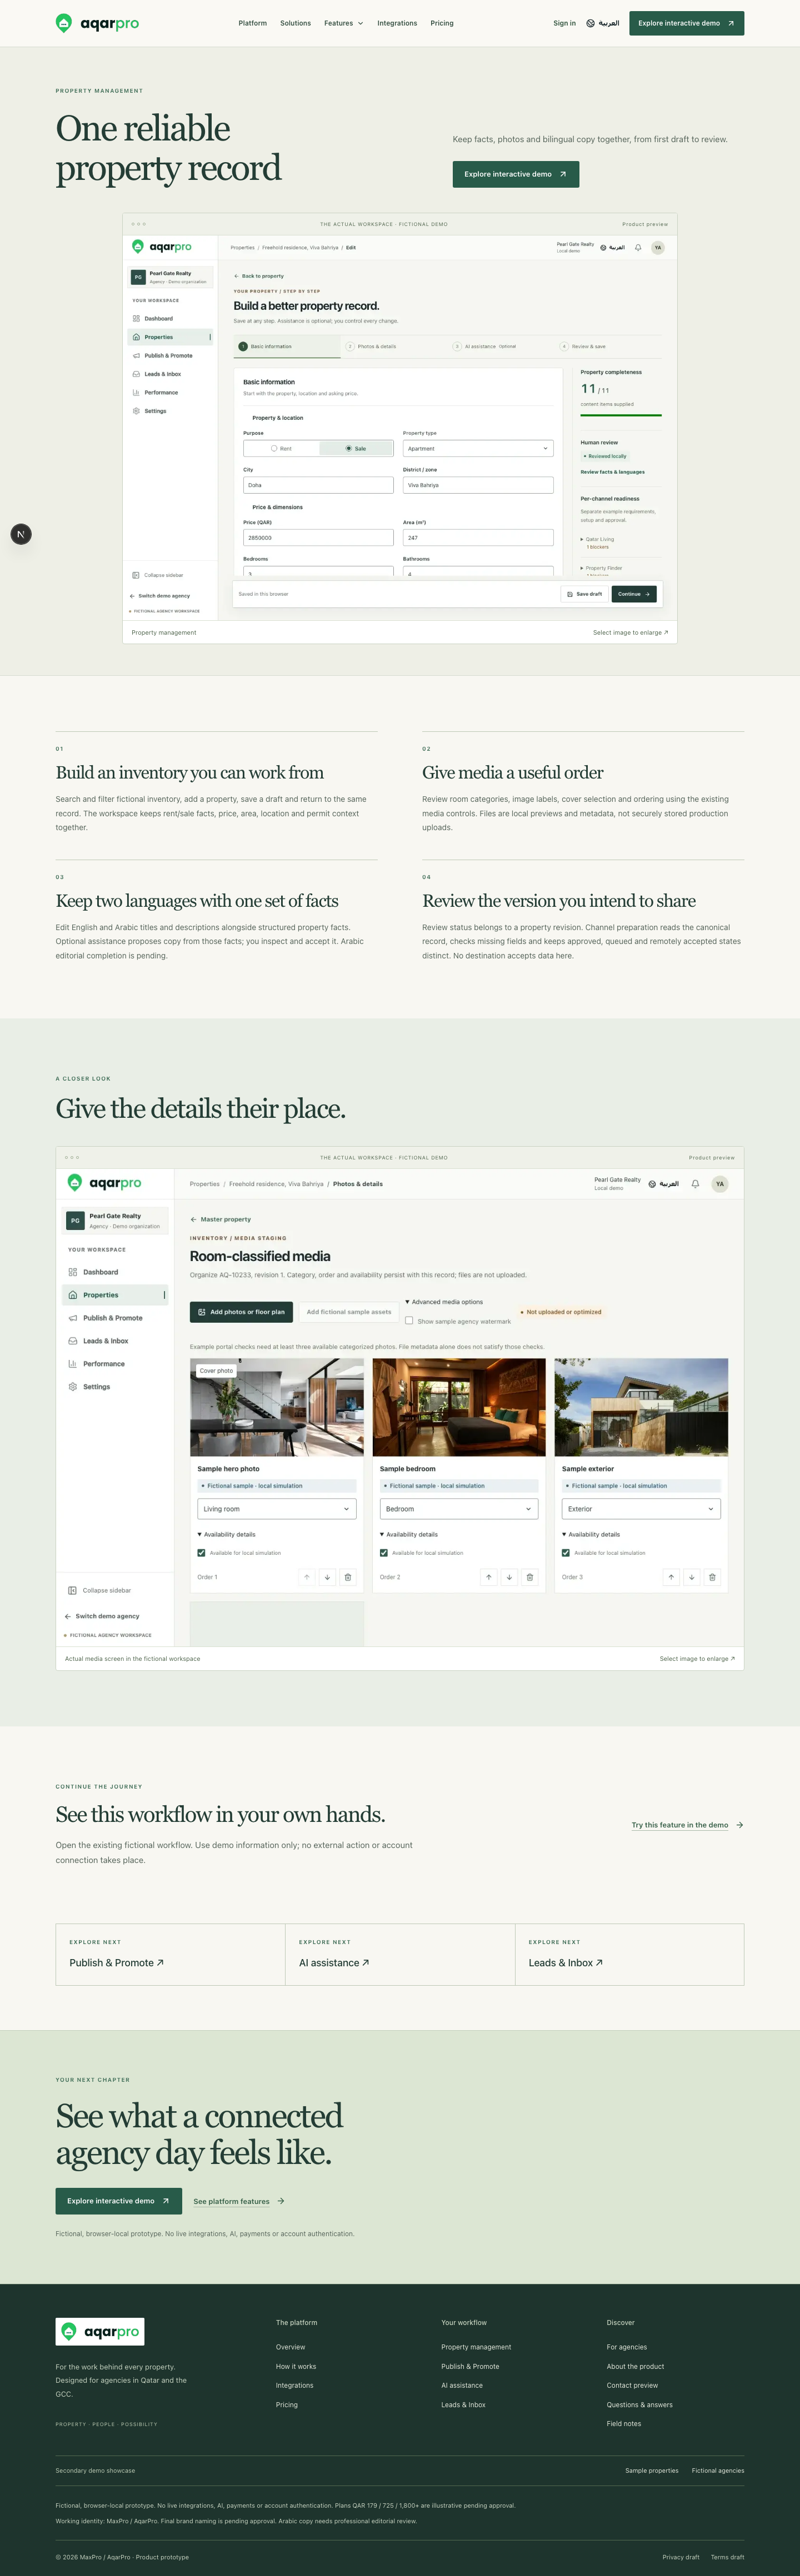 aqarpro
Platform Solutions Features Integrations Pricing
Sign in العربية Explore interactive demo
PROPERTY MANAGEMENT
One reliable
property record
Keep facts, photos and bilingual copy together, from first draft to review.
Explore interactive demo
THE ACTUAL WORKSPACE · FICTIONAL DEMO Product preview
aqarpro
Properties / Freehold residence, Viva Bahriya / Edit
Pearl Gate Realty
Local demo
العربية
YA
PG
Pearl Gate Realty
Agency · Demo organization
YOUR WORKSPACE
Dashboard
Properties
Publish & Promote
Leads & Inbox
Performance
Settings
Collapse sidebar
Switch demo agency
FICTIONAL AGENCY WORKSPACE
Back to property
YOUR PROPERTY / STEP BY STEP
Build a better property record.
Save at any step. Assistance is optional; you control every change.
1 Basic information 2 Photos & details 3 AI assistance Optional 4 Review & save
Basic information
Start with the property, location and asking price.
Property & location
Purpose Property type
Rent Sale Apartment
City District / zone
Doha Viva Bahriya
Price & dimensions
Price (QAR) Area (m²)
2850000 247
Bedrooms Bathrooms
3 4
Property completeness
11 / 11
content items supplied
Human review
Reviewed locally
Review facts & languages
Per-channel readiness
Separate example requirements,
setup and approval.
Qatar Living
1 blockers
Property Finder
Saved in this browser Save draft Continue
Property management Select image to enlarge ↗
N
01
Build an inventory you can work from
Search and filter fictional inventory, add a property, save a draft and return to the same
record. The workspace keeps rent/sale facts, price, area, location and permit context
together.
02
Give media a useful order
Review room categories, image labels, cover selection and ordering using the existing
media controls. Files are local previews and metadata, not securely stored production
uploads.
03
Keep two languages with one set of facts
Edit English and Arabic titles and descriptions alongside structured property facts.
Optional assistance proposes copy from those facts; you inspect and accept it. Arabic
editorial completion is pending.
04
Review the version you intend to share
Review status belongs to a property revision. Channel preparation reads the canonical
record, checks missing fields and keeps approved, queued and remotely accepted states
distinct. No destination accepts data here.
A CLOSER LOOK
Give the details their place.
THE ACTUAL WORKSPACE · FICTIONAL DEMO Product preview
aqarpro
Properties / Freehold residence, Viva Bahriya / Photos & details
Pearl Gate Realty
Local demo
العربية
YA
PG
Pearl Gate Realty
Agency · Demo organization
YOUR WORKSPACE
Dashboard
Properties
Publish & Promote
Leads & Inbox
Performance
Settings
Collapse sidebar
Switch demo agency
FICTIONAL AGENCY WORKSPACE
Master property
INVENTORY / MEDIA STAGING
Room-classified media
Organize AQ-10233, revision 1. Category, order and availability persist with this record; files are not uploaded.
Add photos or floor plan Add fictional sample assets
Advanced media options
Show sample agency watermark
Not uploaded or optimized
Example portal checks need at least three available categorized photos. File metadata alone does not satisfy those checks.
Cover photo
Sample hero photo
Fictional sample · local simulation
Living room
Availability details
Available for local simulation
Order 1
Sample bedroom
Fictional sample · local simulation
Bedroom
Availability details
Available for local simulation
Order 2
Sample exterior
Fictional sample · local simulation
Exterior
Availability details
Available for local simulation
Order 3
Actual media screen in the fictional workspace Select image to enlarge ↗
CONTINUE THE JOURNEY
See this workflow in your own hands.
Open the existing fictional workflow. Use demo information only; no external action or account
connection takes place.
Try this feature in the demo →
EXPLORE NEXT
Publish & Promote ↗
EXPLORE NEXT
AI assistance ↗
EXPLORE NEXT
Leads & Inbox ↗
YOUR NEXT CHAPTER
See what a connected
agency day feels like.
Explore interactive demo See platform features →
Fictional, browser-local prototype. No live integrations, AI, payments or account authentication.
aqarpro
For the work behind every property.
Designed for agencies in Qatar and the
GCC.
PROPERTY · PEOPLE · POSSIBILITY
The platform
Overview
How it works
Integrations
Pricing
Your workflow
Property management
Publish & Promote
AI assistance
Leads & Inbox
Discover
For agencies
About the product
Contact preview
Questions & answers
Field notes
Secondary demo showcase Sample properties Fictional agencies
Fictional, browser-local prototype. No live integrations, AI, payments or account authentication. Plans QAR 179 / 725 / 1,800+ are illustrative pending approval.
Working identity: MaxPro / AqarPro. Final brand naming is pending approval. Arabic copy needs professional editorial review.
© 2026 MaxPro / AqarPro · Product prototype Privacy draft Terms draft